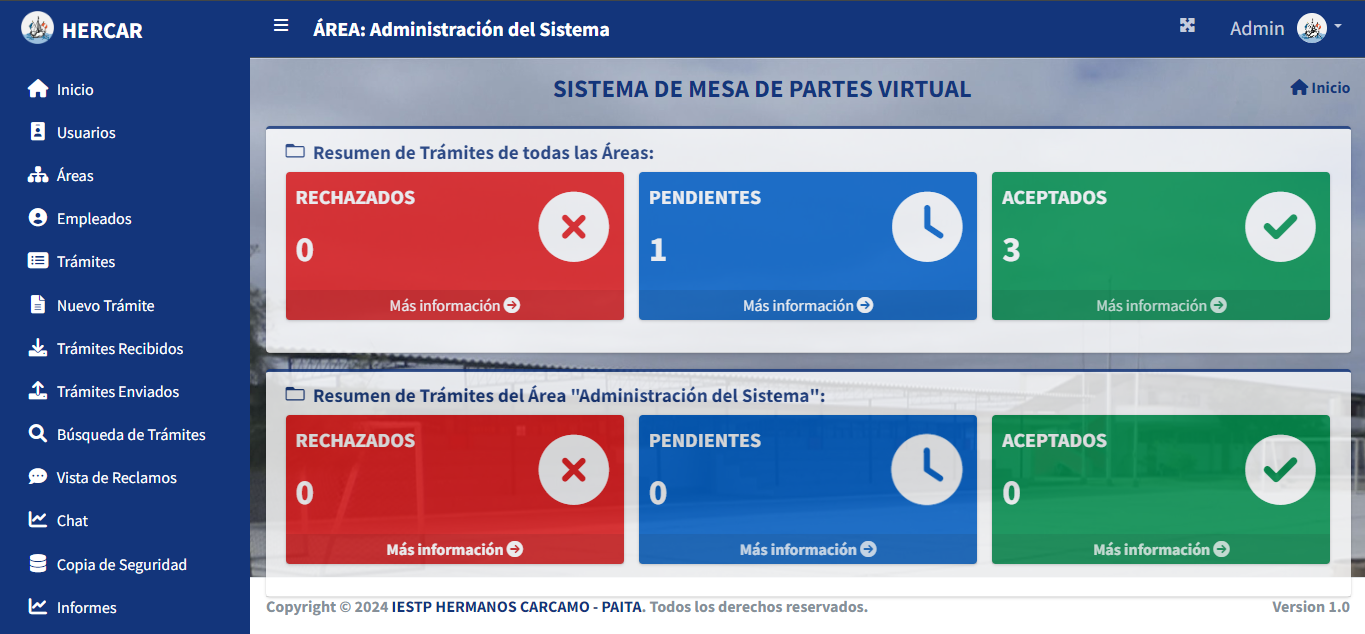 HERCAR
ÁREA: Administración del Sistema
Admin
Inicio
Usuarios
Áreas
Empleados
Trámites
Nuevo Trámite
Trámites Recibidos
Trámites Enviados
Búsqueda de Trámites
Vista de Reclamos
Chat
Copia de Seguridad
Informes
SISTEMA DE MESA DE PARTES VIRTUAL
Inicio
Resumen de Trámites de todas las Áreas:
RECHAZADOS
0
Más información
PENDIENTES
1
Más información
ACEPTADOS
3
Más información
Resumen de Trámites del Área "Administración del Sistema":
RECHAZADOS
0
Más información
PENDIENTES
0
Más información
ACEPTADOS
0
Más información
Copyright © 2024 IESTP HERMANOS CARCAMO - PAITA. Todos los derechos reservados.
Version 1.0